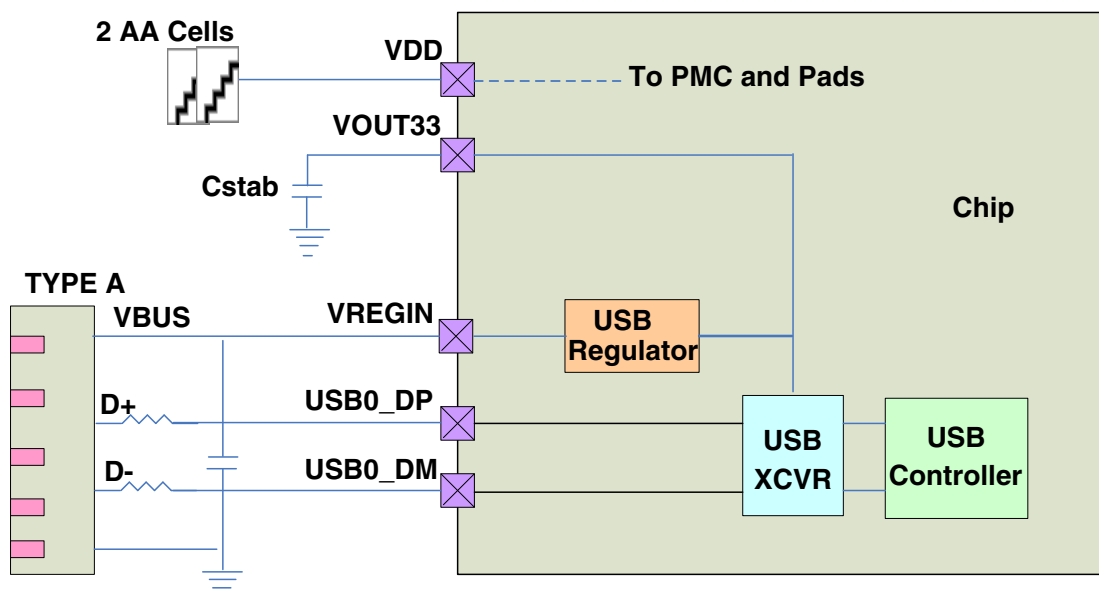 2 AA Cells
VDD
To PMC and Pads
VOUT33
Cstab
Chip
TYPE A
VBUS
VREGIN
USB
Regulator
D+
USB0_DP
D-
USB0_DM
USB
XCVR
USB
Controller